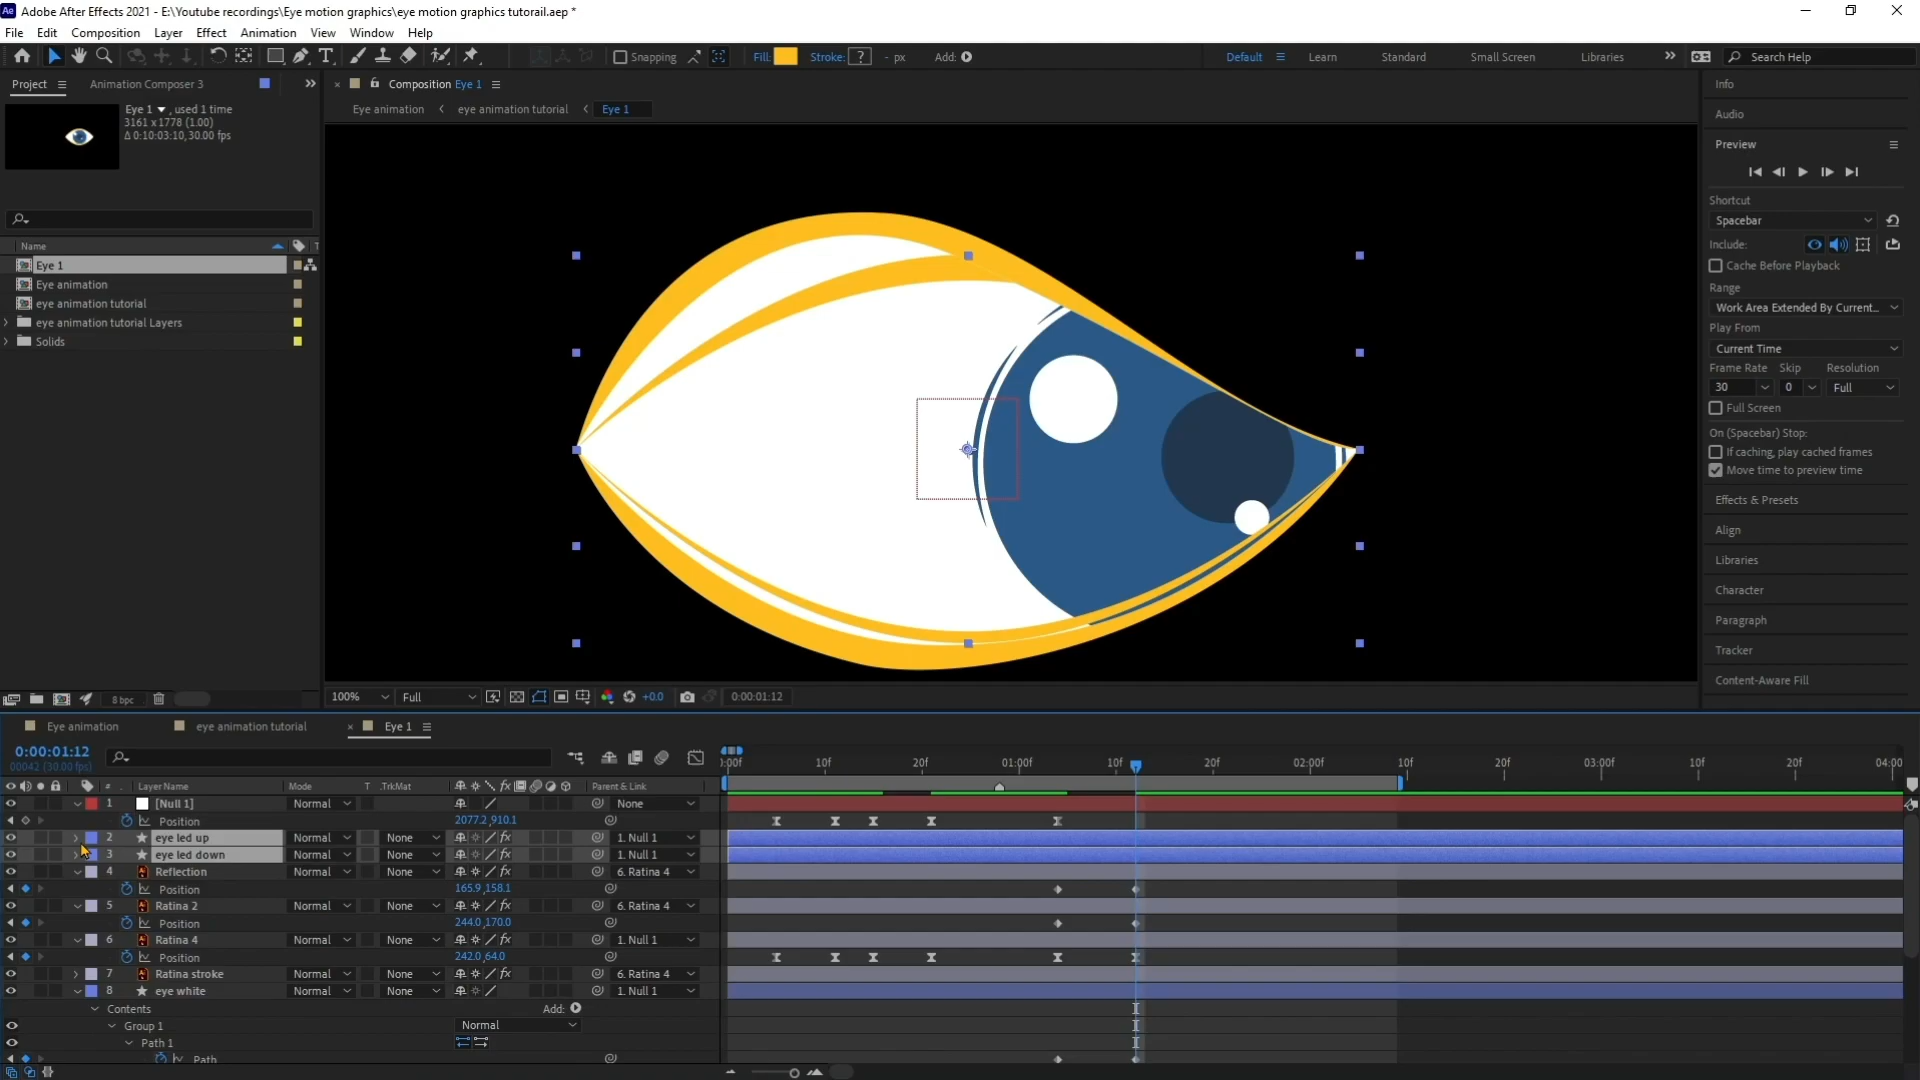 Ae Adobe After Effects 2021 - E:\Youtube recordings\Eye motion graphics\eye motion graphics tutorail.aep *
File Edit Composition Layer Effect Animation View Window Help
Snapping Fill: Stroke: ? - px Add: Default Learn Standard Small Screen Libraries Search Help
Project Animation Composer 3
Eye 1 , used 1 time
3161 x 1778 (1.00)
Δ 0:10:03:10, 30.00 fps
Name
Eye 1
Eye animation
eye animation tutorial
eye animation tutorial Layers
Solids
8 bpc
Composition Eye 1
Eye animation eye animation tutorial Eye 1
100% Full +0.0 0:00:01:12
Info
Audio
Preview
Shortcut
Spacebar
Include:
Cache Before Playback
Range
Work Area Extended By Current...
Play From
Current Time
Frame Rate Skip Resolution
30 0 Full
Full Screen
On (Spacebar) Stop:
If caching, play cached frames
Move time to preview time
Effects & Presets
Align
Libraries
Character
Paragraph
Tracker
Content-Aware Fill
Eye animation eye animation tutorial Eye 1
0:00:01:12
00042 (30.00 fps)
):00f 10f 20f 01:00f 10f 20f 02:00f 10f 20f 03:00f 10f 20f 04:00
# Layer Name Mode T .TrkMat Parent & Link
1 [Null 1] Normal None
Position 2077.2,910.1
2 eye led up Normal None 1. Null 1
3 eye led down Normal None 1. Null 1
4 Reflection Normal None 6. Ratina 4
Position 165.9,158.1
5 Ratina 2 Normal None 6. Ratina 4
Position 244.0,170.0
6 Ratina 4 Normal None 1. Null 1
Position 242.0,64.0
7 Ratina stroke Normal None 6. Ratina 4
8 eye white Normal None 1. Null 1
Contents Add:
Group 1 Normal
Path 1
Path